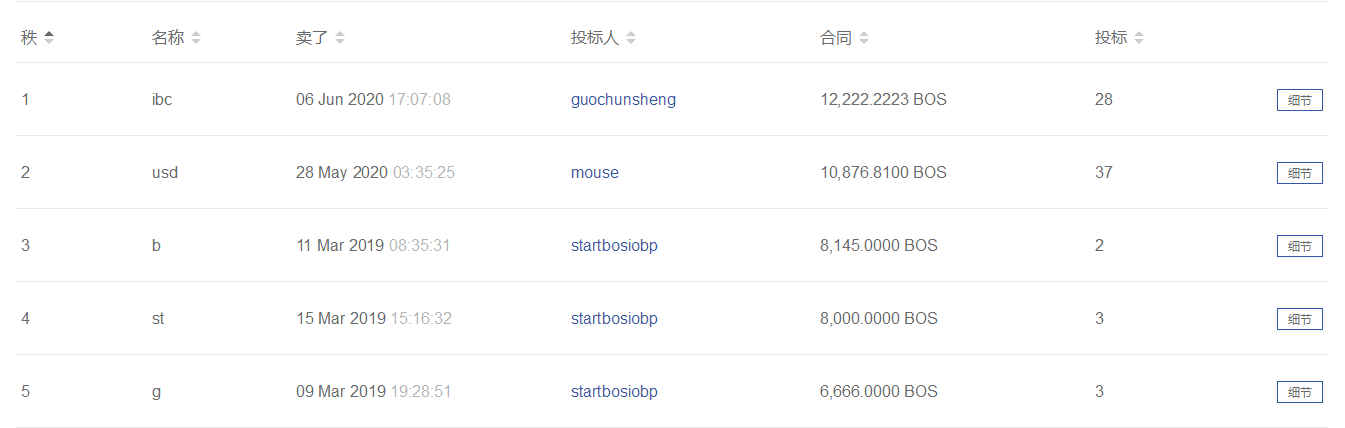 秩 名称 卖了 投标人 合同 投标
1 ibc 06 Jun 2020 17:07:08 guochunsheng 12,222.2223 BOS 28 细节
2 usd 28 May 2020 03:35:25 mouse 10,876.8100 BOS 37 细节
3 b 11 Mar 2019 08:35:31 startbosiobp 8,145.0000 BOS 2 细节
4 st 15 Mar 2019 15:16:32 startbosiobp 8,000.0000 BOS 3 细节
5 g 09 Mar 2019 19:28:51 startbosiobp 6,666.0000 BOS 3 细节